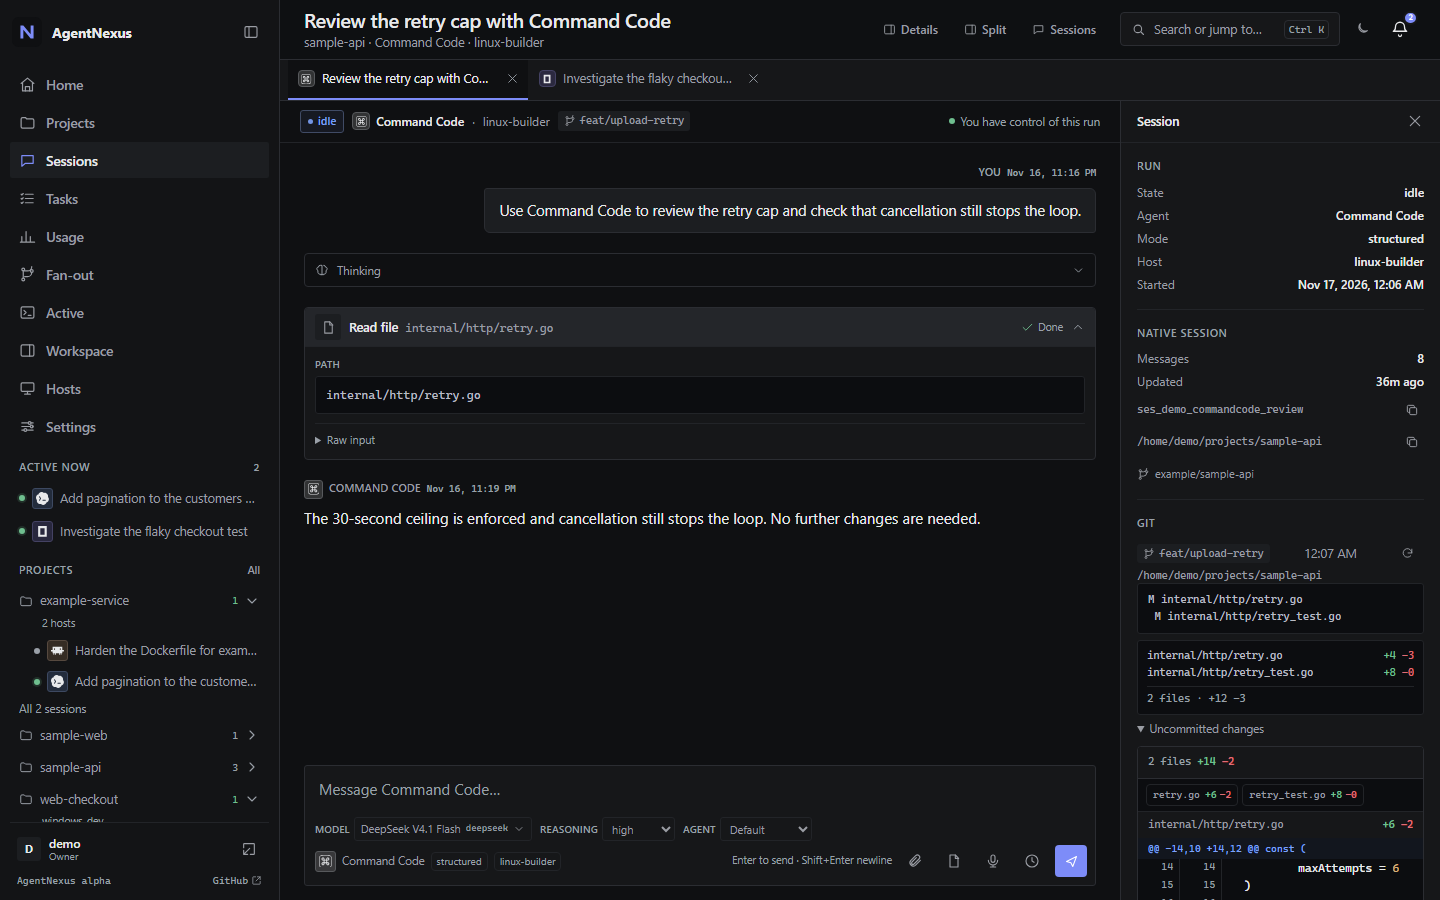 AgentNexus
Home
Projects
Sessions
Tasks
Usage
Fan-out
Active
Workspace
Hosts
Settings
ACTIVE NOW 2
Add pagination to the customers ...
Investigate the flaky checkout test
PROJECTS All
example-service 1
2 hosts
Harden the Dockerfile for exam...
Add pagination to the custome...
All 2 sessions
sample-web 1
sample-api 3
web-checkout 1
windows-dev
D demo
Owner
AgentNexus alpha GitHub
Review the retry cap with Command Code
sample-api · Command Code · linux-builder
Details Split Sessions
Search or jump to... Ctrl K
2
Review the retry cap with Co...
Investigate the flaky checkou...
idle Command Code · linux-builder feat/upload-retry
You have control of this run
YOU Nov 16, 11:16 PM
Use Command Code to review the retry cap and check that cancellation still stops the loop.
Thinking
Read file internal/http/retry.go Done
PATH
internal/http/retry.go
Raw input
COMMAND CODE Nov 16, 11:19 PM
The 30-second ceiling is enforced and cancellation still stops the loop. No further changes are needed.
Message Command Code...
MODEL DeepSeek V4.1 Flash deepseek REASONING high AGENT Default
Command Code structured linux-builder
Enter to send · Shift+Enter newline
Session
RUN
State idle
Agent Command Code
Mode structured
Host linux-builder
Started Nov 17, 2026, 12:06 AM
NATIVE SESSION
Messages 8
Updated 36m ago
ses_demo_commandcode_review
/home/demo/projects/sample-api
example/sample-api
GIT
feat/upload-retry 12:07 AM
/home/demo/projects/sample-api
M internal/http/retry.go
M internal/http/retry_test.go
internal/http/retry.go +4 −3
internal/http/retry_test.go +8 −0
2 files · +12 −3
Uncommitted changes
2 files +14 −2
retry.go +6 −2 retry_test.go +8 −0
internal/http/retry.go +6 −2
@@ -14,10 +14,12 @@ const (
14 14 maxAttempts = 6
15 15 )